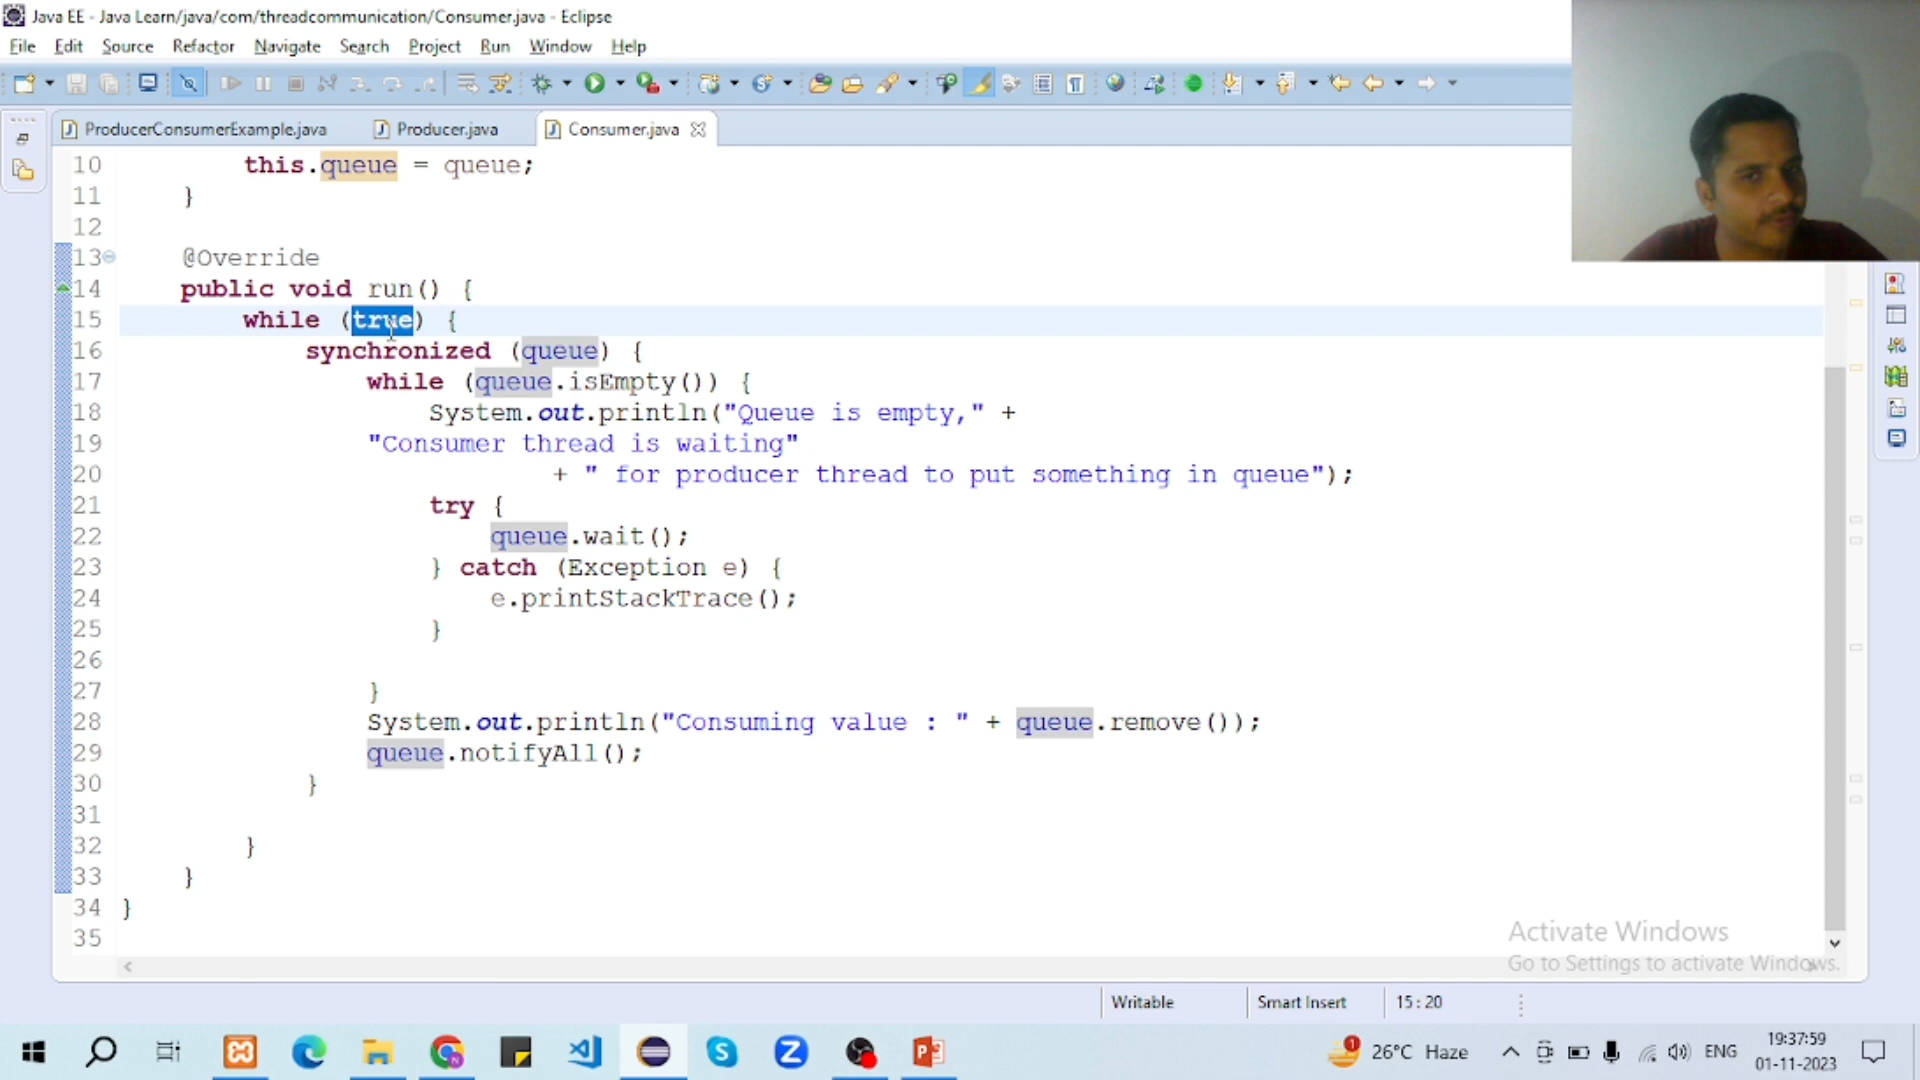 Java EE - Java Learn/java/com/threadcommunication/Consumer.java - Eclipse
File Edit Source Refactor Navigate Search Project Run Window Help
ProducerConsumerExample.java Producer.java Consumer.java
10 this.queue = queue;
11 }
12
13 @Override
14 public void run() {
15 while (true) {
16 synchronized (queue) {
17 while (queue.isEmpty()) {
18 System.out.println("Queue is empty," +
19 "Consumer thread is waiting"
20 + " for producer thread to put something in queue");
21 try {
22 queue.wait();
23 } catch (Exception e) {
24 e.printStackTrace();
25 }
26
27 }
28 System.out.println("Consuming value : " + queue.remove());
29 queue.notifyAll();
30 }
31
32 }
33 }
34 }
35
Activate Windows
Go to Settings to activate Windows.
Writable Smart Insert 15 : 20
1 26°C Haze ENG 19:37:59
01-11-2023